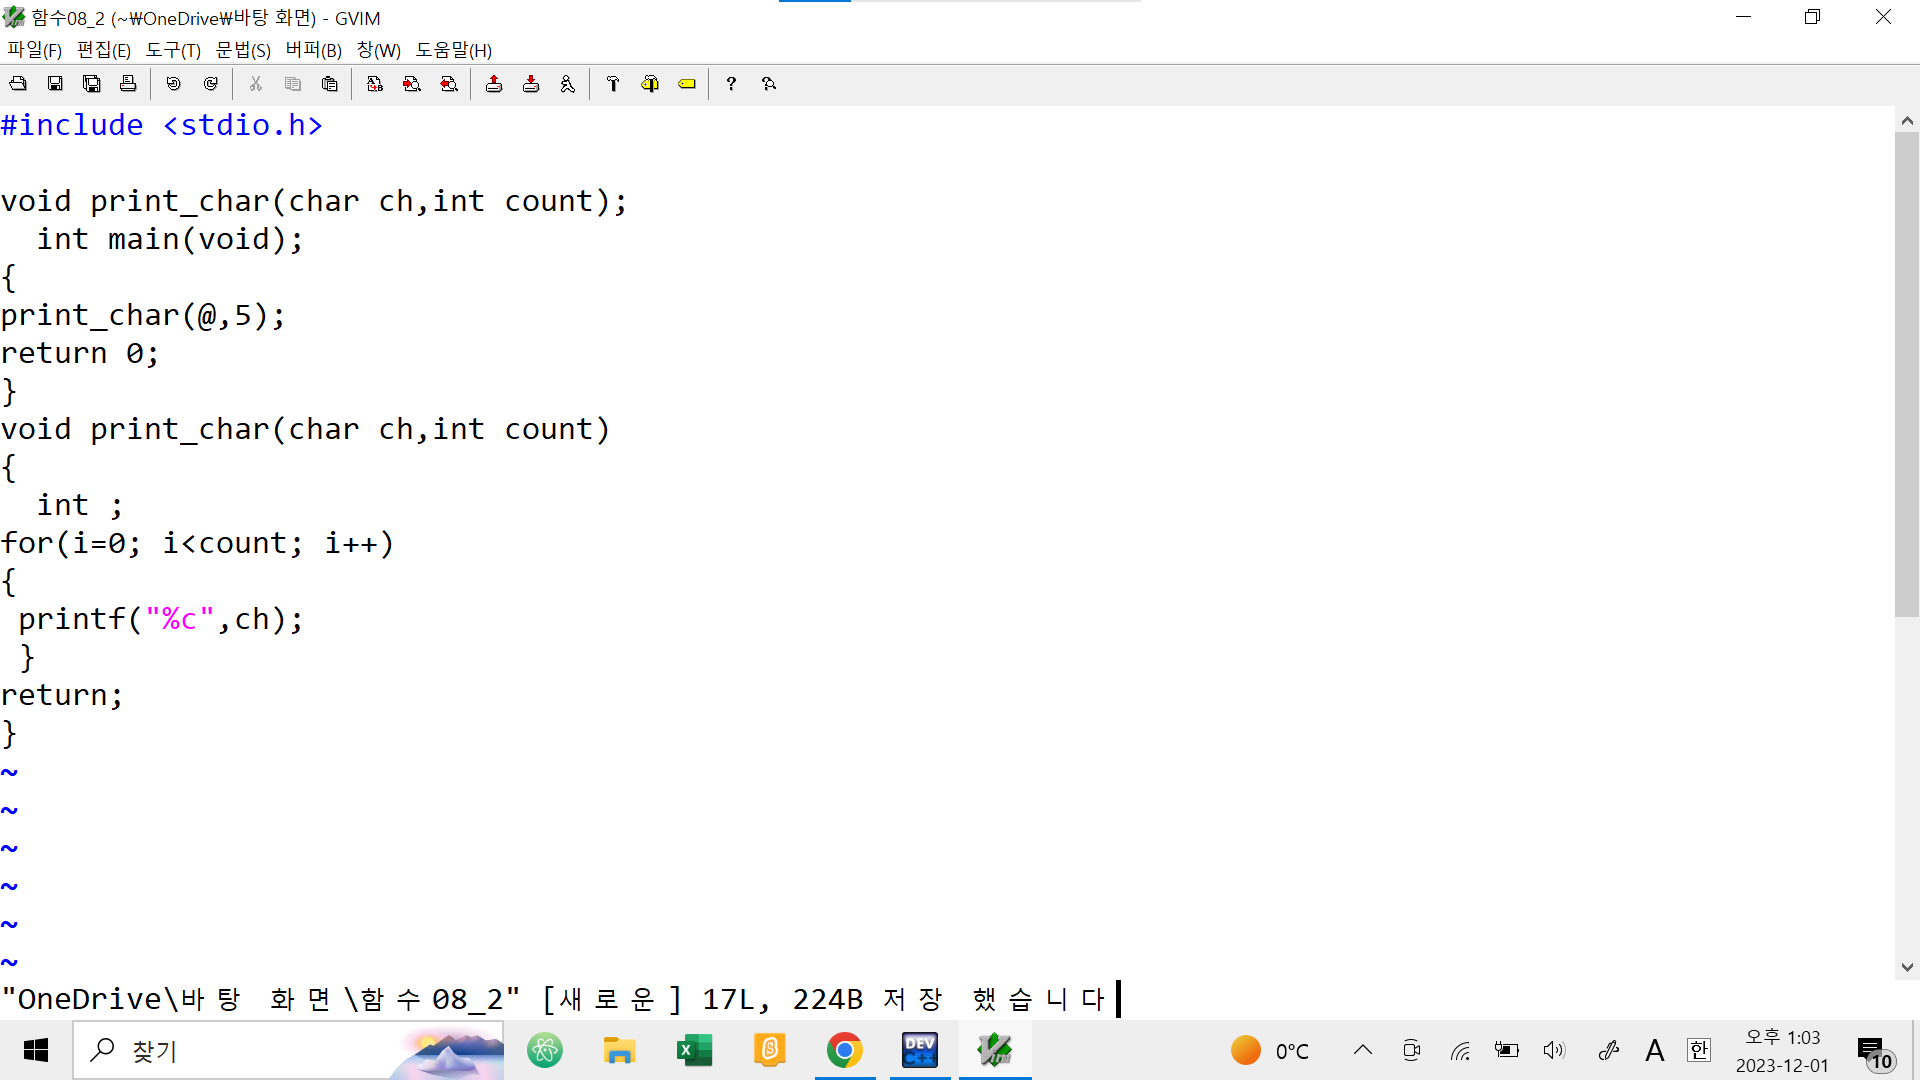 함수08_2 (~₩OneDrive₩바탕 화면) - GVIM
파일(F) 편집(E) 도구(T) 문법(S) 버퍼(B) 창(W) 도움말(H)
#include <stdio.h>
void print_char(char ch,int count);
int main(void);
{
print_char(@,5);
return 0;
}
void print_char(char ch,int count)
{
int ;
for(i=0; i<count; i++)
{
printf("%c",ch);
}
return;
}
~
~
~
~
~
~
"OneDrive\바탕 화면\함수08_2" [새로운] 17L, 224B 저장 했습니다
찾기
DEV C++
0°C
A
한
오후 1:03
2023-12-01
10